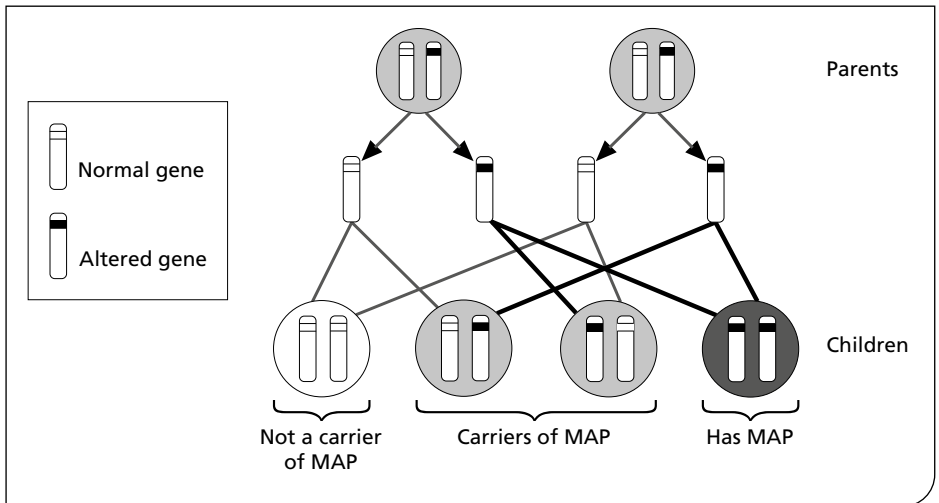 Parents
Normal gene
Altered gene
Children
Not a carrier
of MAP
Carriers of MAP
Has MAP